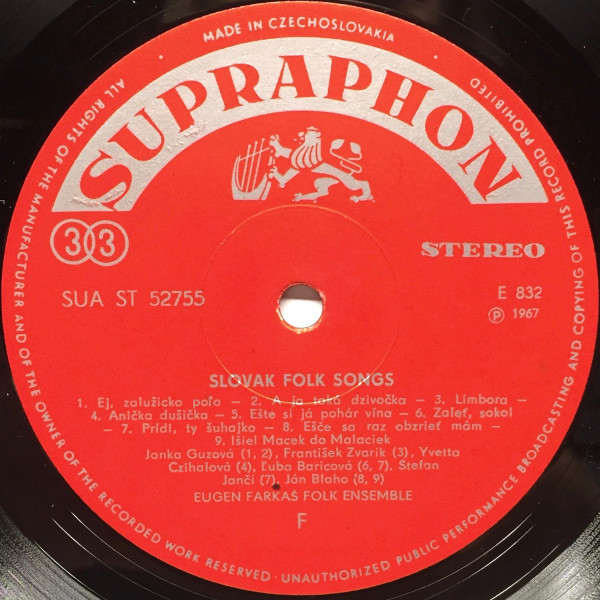 MADE IN CZECHOSLOVAKIA
ALL RIGHTS OF THE MANUFACTURER AND OF THE OWNER OF THE RECORDED WORK RESERVED · UNAUTHORIZED PUBLIC PERFORMANCE BROADCASTING AND COPYING OF THIS RECORD PROHIBITED
SUPRAPHON
33
STEREO
SUA ST 52755
E 832
℗ 1967
SLOVAK FOLK SONGS
1. Ej, zalužicko poľo – 2. A ja taká dzivočka – 3. Limbora –
4. Anička dušička – 5. Ešte si já pohár vína – 6. Zaleť, sokol
– 7. Prídi, ty šuhajko – 8. Ešče sa raz obzrieť mám –
9. Išiel Macek do Malaciek
Janka Guzová (1, 2), František Zvarík (3), Yvetta
Czihalová (4), Ľuba Baricová (6, 7), Štefan
Jančí (7), Ján Blaho (8, 9)
EUGEN FARKAŠ FOLK ENSEMBLE
F